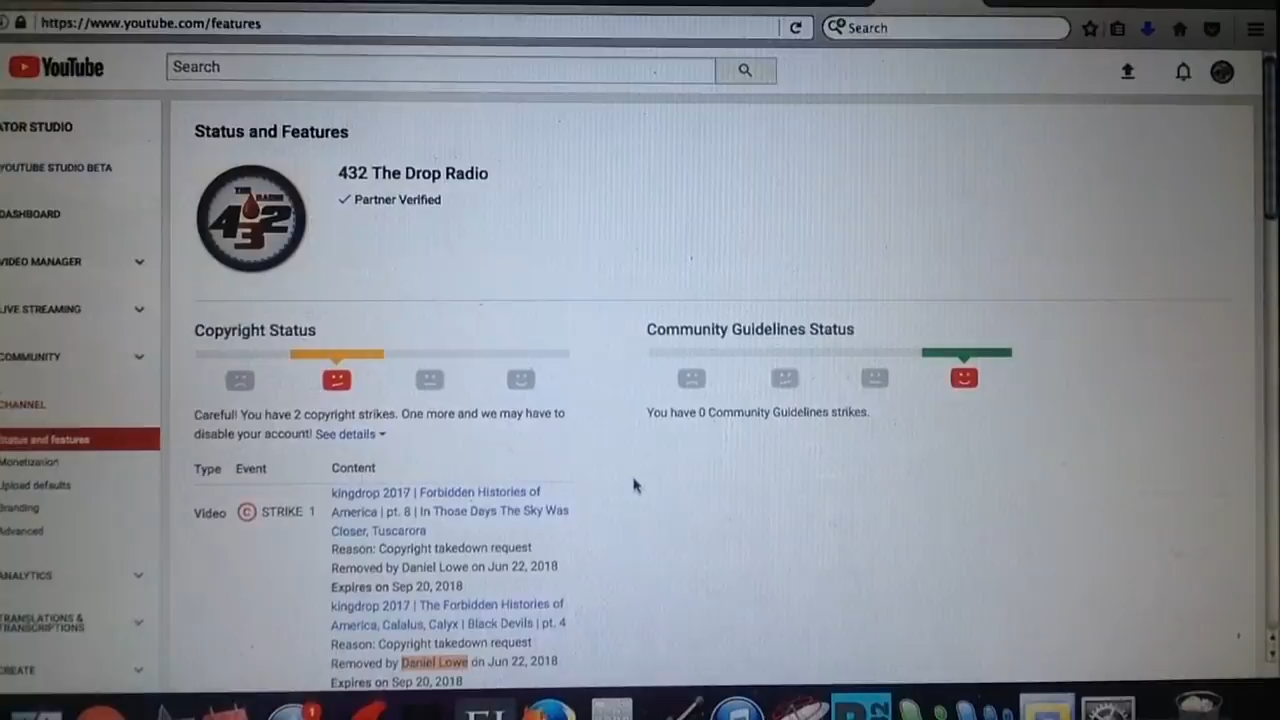 https://www.youtube.com/features
Search
YouTube
Search
ATOR STUDIO
YOUTUBE STUDIO BETA
DASHBOARD
VIDEO MANAGER
LIVE STREAMING
COMMUNITY
CHANNEL
Status and features
Monetization
Upload defaults
Branding
Advanced
ANALYTICS
TRANSLATIONS &
TRANSCRIPTIONS
CREATE
Status and Features
THE
RADIO
432
432 The Drop Radio
Partner Verified
Copyright Status
Careful! You have 2 copyright strikes. One more and we may have to
disable your account! See details
Type Event Content
Video © STRIKE 1
kingdrop 2017 | Forbidden Histories of
America | pt. 8 | In Those Days The Sky Was
Closer, Tuscarora
Reason: Copyright takedown request
Removed by Daniel Lowe on Jun 22, 2018
Expires on Sep 20, 2018
kingdrop 2017 | The Forbidden Histories of
America, Calalus, Calyx | Black Devils | pt. 4
Reason: Copyright takedown request
Removed by Daniel Lowe on Jun 22, 2018
Expires on Sep 20, 2018
Community Guidelines Status
You have 0 Community Guidelines strikes.